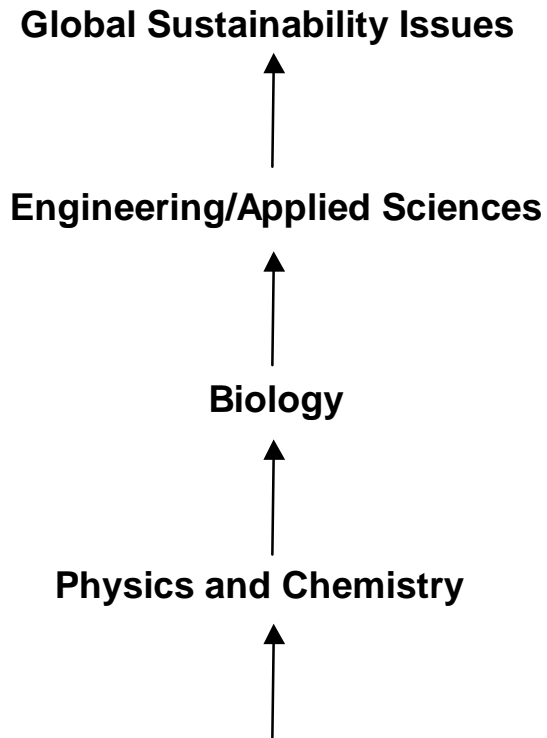 Global Sustainability Issues
Engineering/Applied Sciences
Biology
Physics and Chemistry